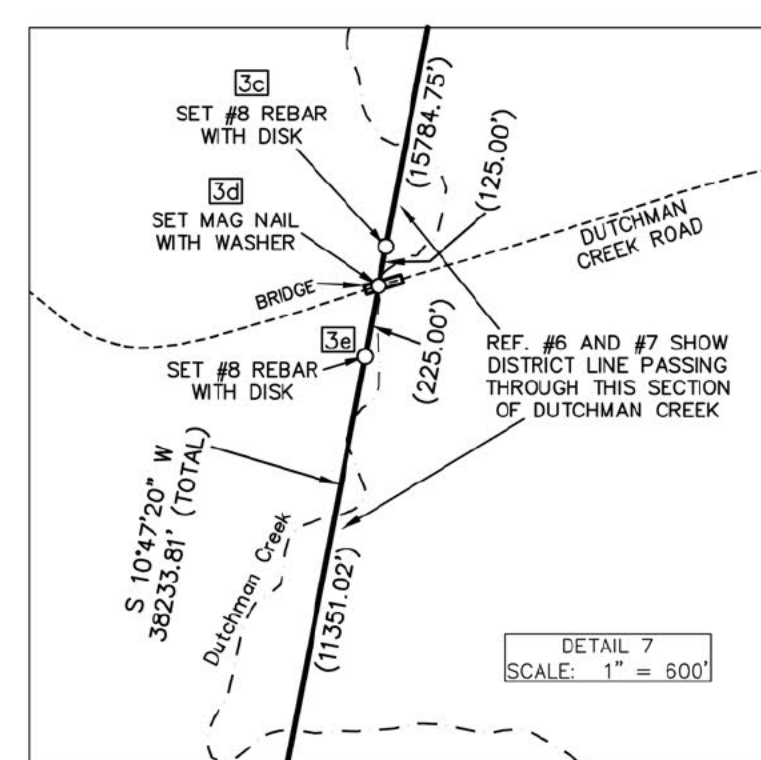 3c
SET #8 REBAR
WITH DISK
(15784.75')
(125.00')
3d
SET MAG NAIL
WITH WASHER
DUTCHMAN
CREEK ROAD
BRIDGE
3e
SET #8 REBAR
WITH DISK
(225.00')
REF. #6 AND #7 SHOW
DISTRICT LINE PASSING
THROUGH THIS SECTION
OF DUTCHMAN CREEK
S 10°47'20" W
38233.81' (TOTAL)
Dutchman Creek
(11351.02')
DETAIL 7
SCALE: 1" = 600'